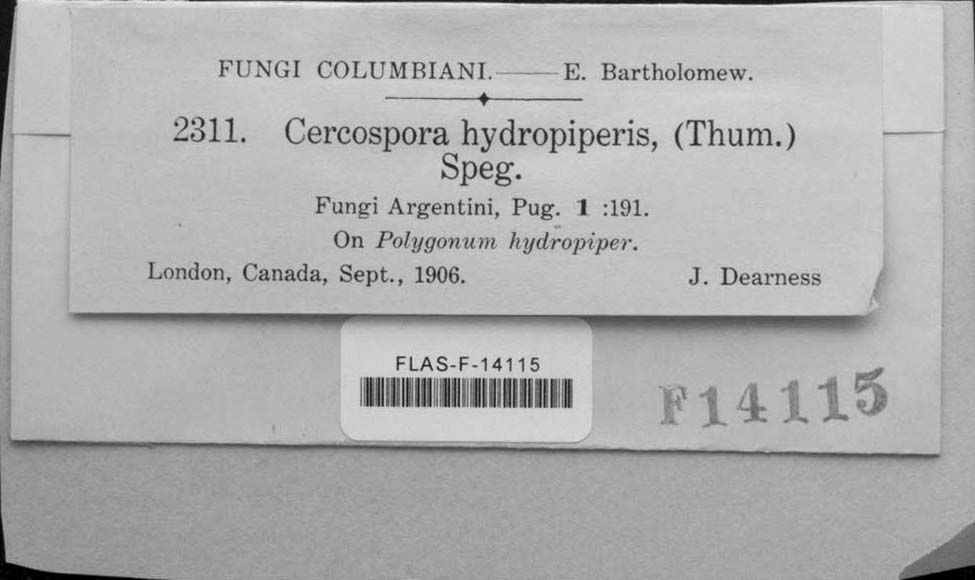 FUNGI COLUMBIANI.——E. Bartholomew.
2311. Cercospora hydropiperis, (Thum.)
Speg.
Fungi Argentini, Pug. 1 :191.
On Polygonum hydropiper.
London, Canada, Sept., 1906. J. Dearness
FLAS-F-14115
F14115